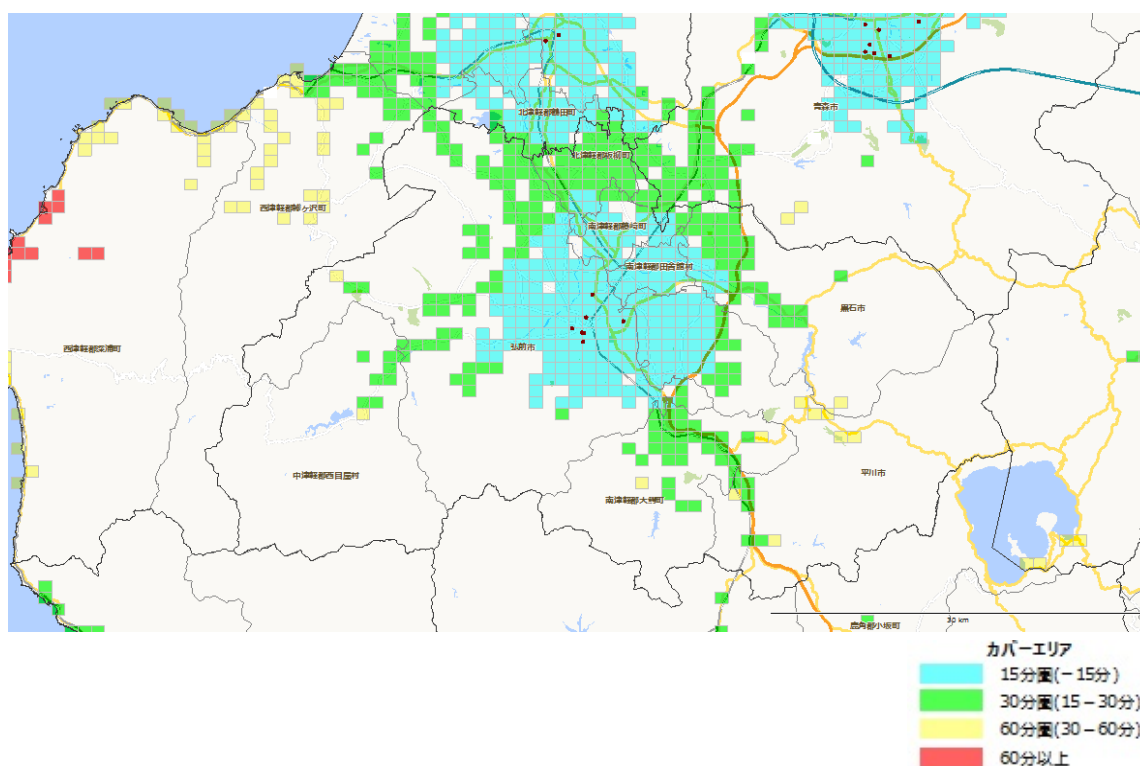 青森市
北津軽郡鶴田町
北津軽郡板柳町
西津軽郡鰺ヶ沢町
南津軽郡藤崎町
南津軽郡田舎館村
黒石市
西津軽郡深浦町
弘前市
中津軽郡西目屋村
平川市
南津軽郡大鰐町
30 km
鹿角郡小坂町
カバーエリア
15分圏(－15分)
30分圏(15－30分)
60分圏(30－60分)
60分以上